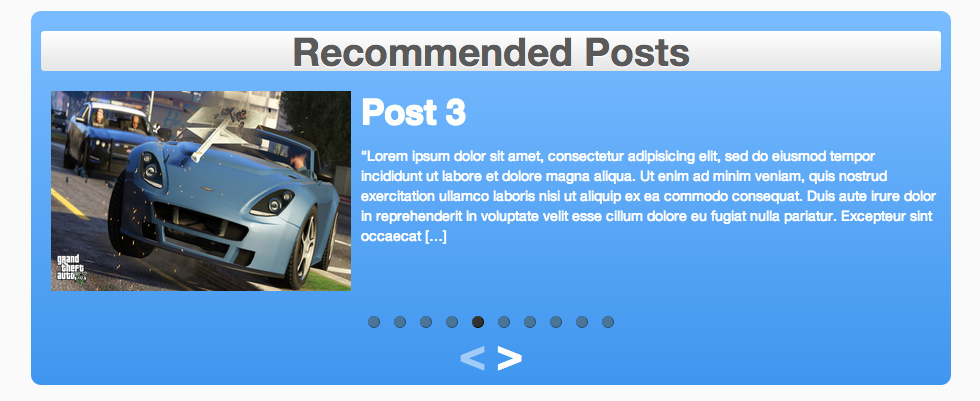 Recommended Posts
Post 3
“Lorem ipsum dolor sit amet, consectetur adipisicing elit, sed do eiusmod tempor
incididunt ut labore et dolore magna aliqua. Ut enim ad minim veniam, quis nostrud
exercitation ullamco laboris nisi ut aliquip ex ea commodo consequat. Duis aute irure dolor
in reprehenderit in voluptate velit esse cillum dolore eu fugiat nulla pariatur. Excepteur sint
occaecat [...]
grand
theft
auto
< >